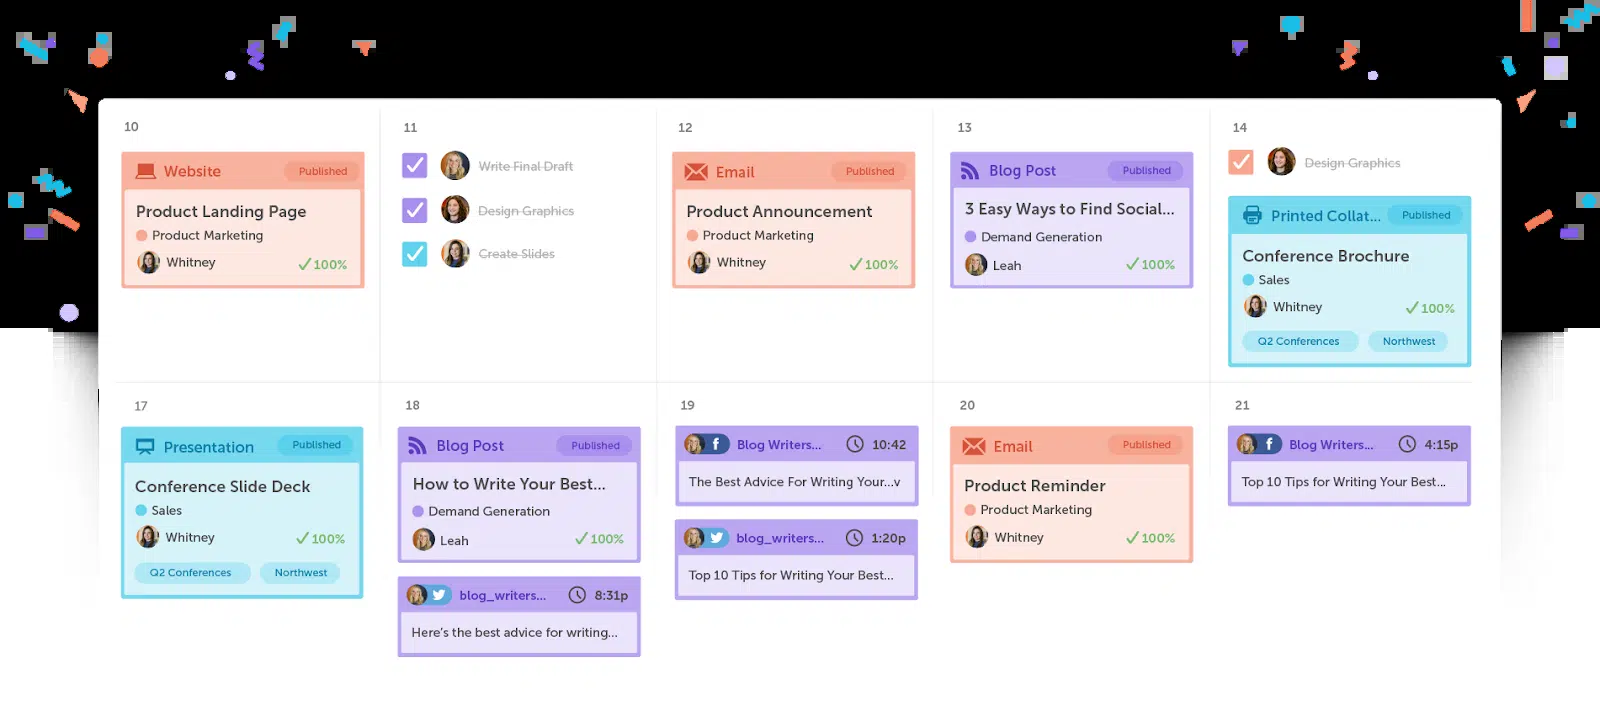 10
Website Published
Product Landing Page
Product Marketing
Whitney 100%
11
Write Final Draft
Design Graphics
Create Slides
12
Email Published
Product Announcement
Product Marketing
Whitney 100%
13
Blog Post Published
3 Easy Ways to Find Social...
Demand Generation
Leah 100%
14
Design Graphics
Printed Collat... Published
Conference Brochure
Sales
Whitney 100%
Q2 Conferences Northwest
17
Presentation Published
Conference Slide Deck
Sales
Whitney 100%
Q2 Conferences Northwest
18
Blog Post Published
How to Write Your Best...
Demand Generation
Leah 100%
blog_writers... 8:31p
Here's the best advice for writing...
19
Blog Writers... 10:42
The Best Advice For Writing Your...v
blog_writers... 1:20p
Top 10 Tips for Writing Your Best...
20
Email Published
Product Reminder
Product Marketing
Whitney 100%
21
Blog Writers... 4:15p
Top 10 Tips for Writing Your Best...